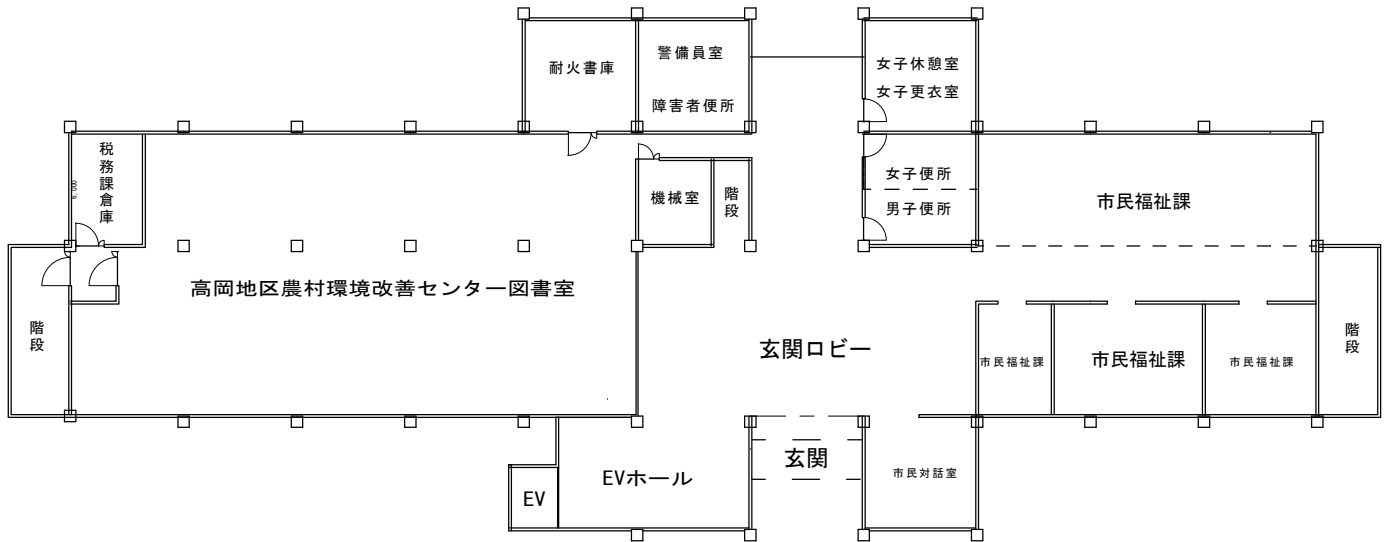 耐火書庫
警備員室
障害者便所
女子休憩室
女子更衣室
税務課倉庫
機械室
階段
女子便所
男子便所
市民福祉課
高岡地区農村環境改善センター図書室
階段
玄関ロビー
市民福祉課
市民福祉課
市民福祉課
階段
EVホール
EV
玄関
市民対話室